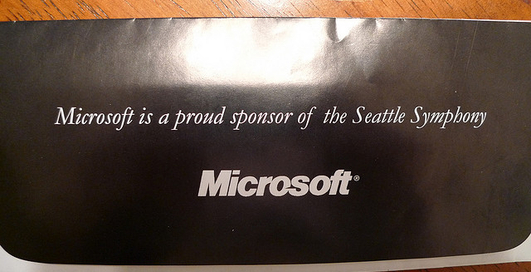 Microsoft is a proud sponsor of the Seattle Symphony
Microsoft®